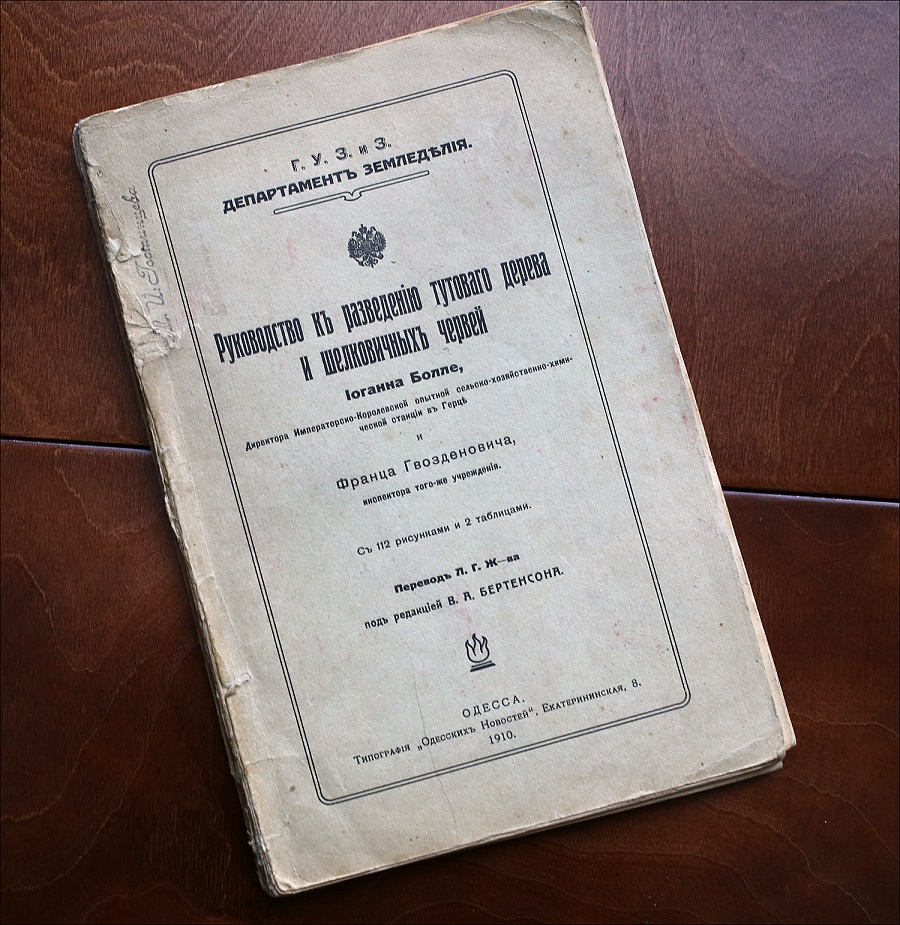 Г. У. З. и З.
ДЕПАРТАМЕНТЪ ЗЕМЛЕДѢЛІЯ.
Руководство къ разведенію тутоваго дерева
и шелковичныхъ червей
Іоганна Болле,
Директора Императорско-Королевской опытной сельско-хозяйственно-хими-
ческой станціи въ Герцѣ
и
Франца Гвозденовича,
инспектора того-же учрежденія.
Съ 112 рисунками и 2 таблицами.
Переводъ Л. Г. Ж—ва
подъ редакціей В. А. БЕРТЕНСОНА.
ОДЕССА.
Типографія „Одесскихъ Новостей“, Екатерининская, 8.
1910.